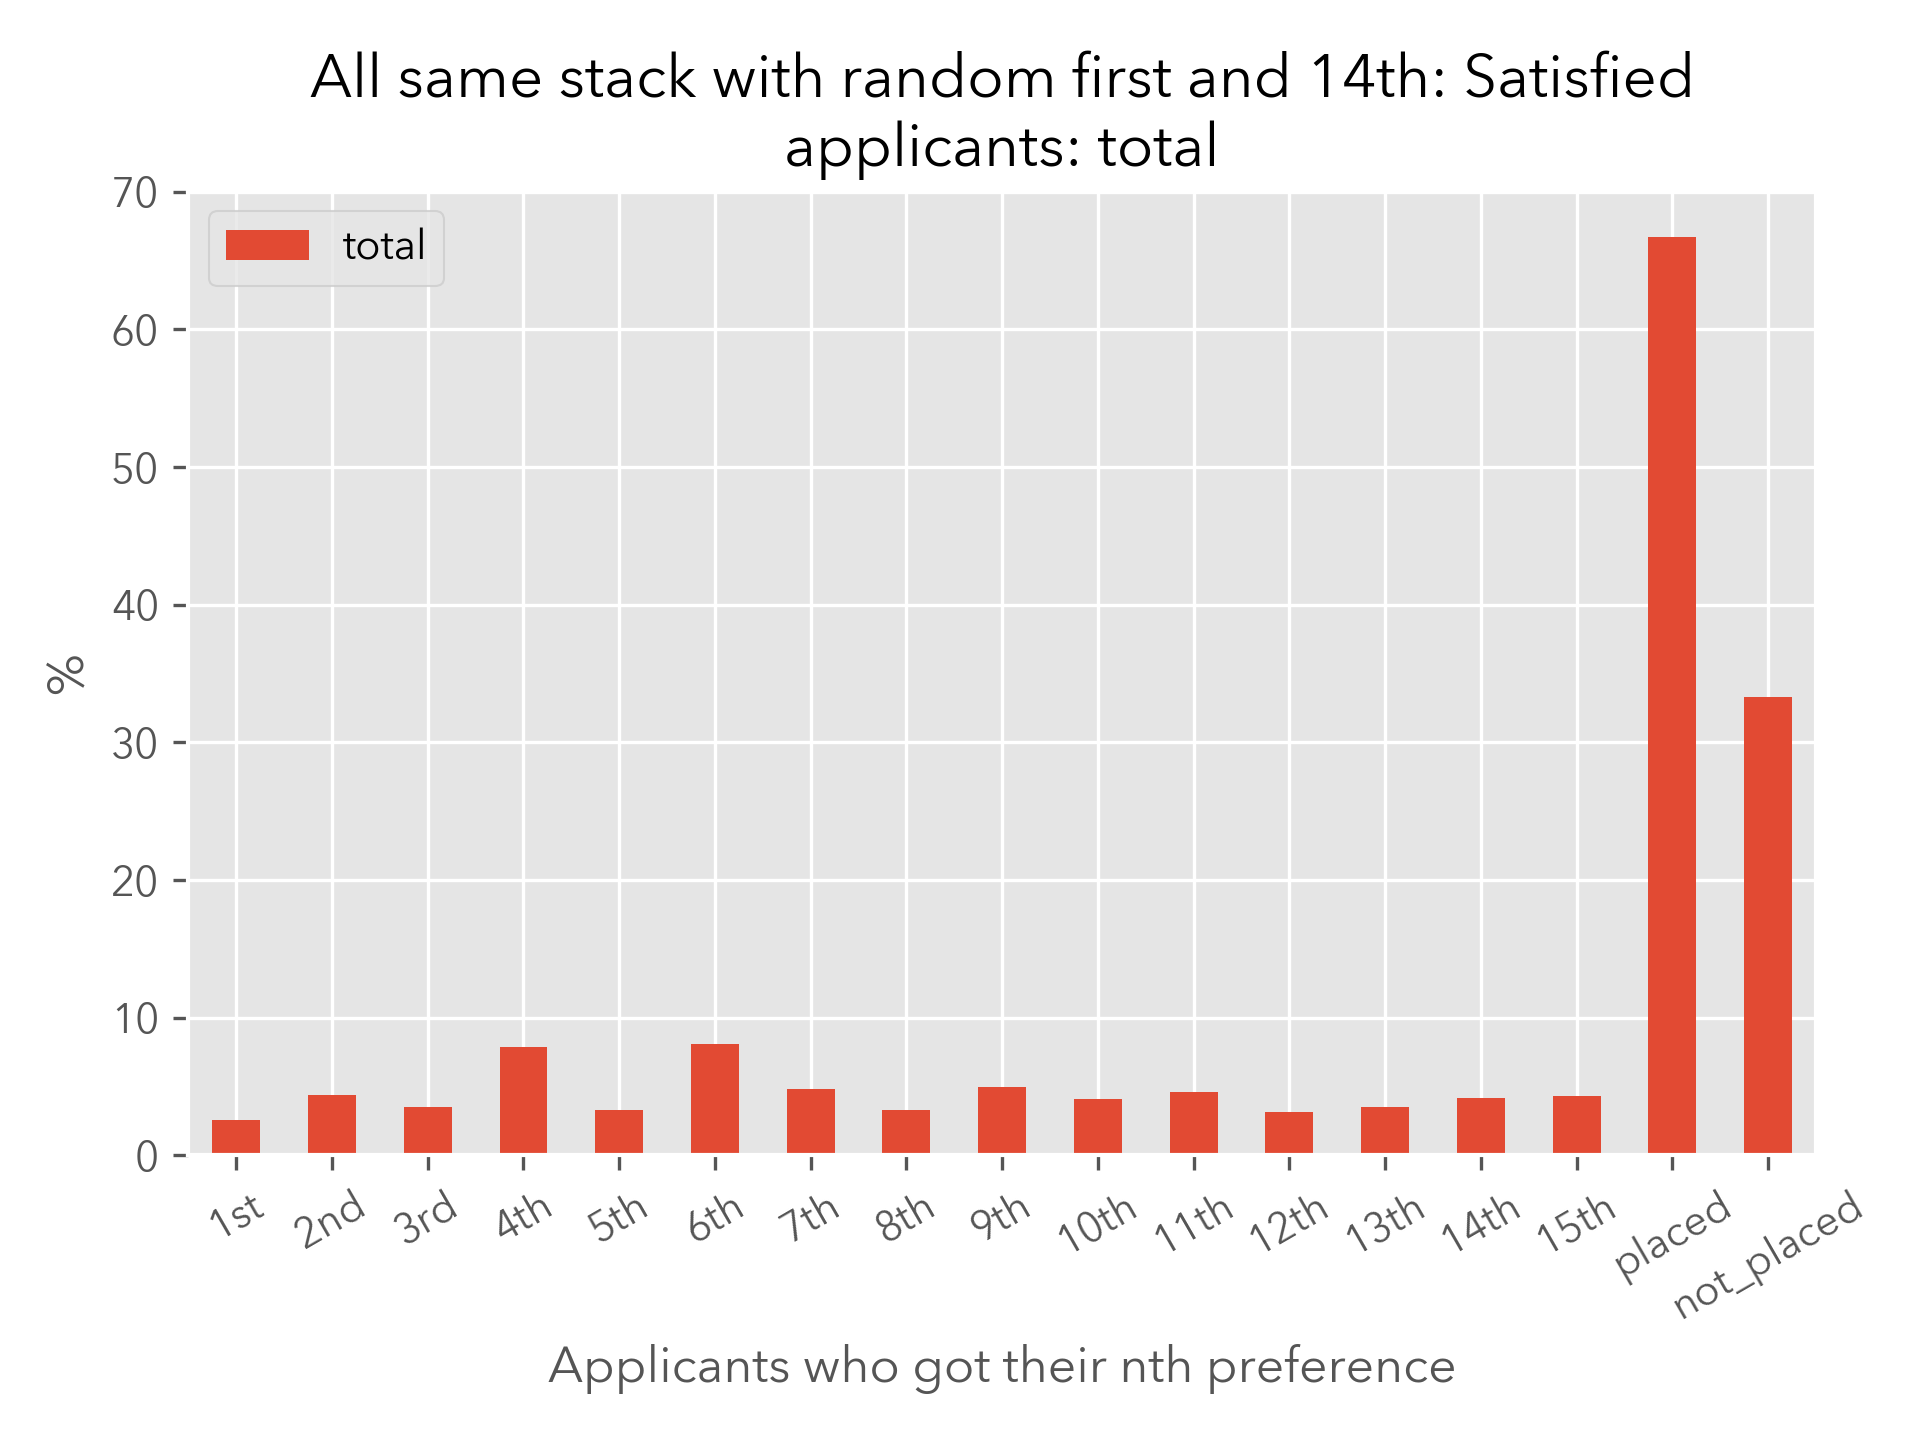 All same stack with random first and 14th: Satisfied
applicants: total
total
%
70
60
50
40
30
20
10
0
1st
2nd
3rd
4th
5th
6th
7th
8th
9th
10th
11th
12th
13th
14th
15th
placed
not_placed
Applicants who got their nth preference